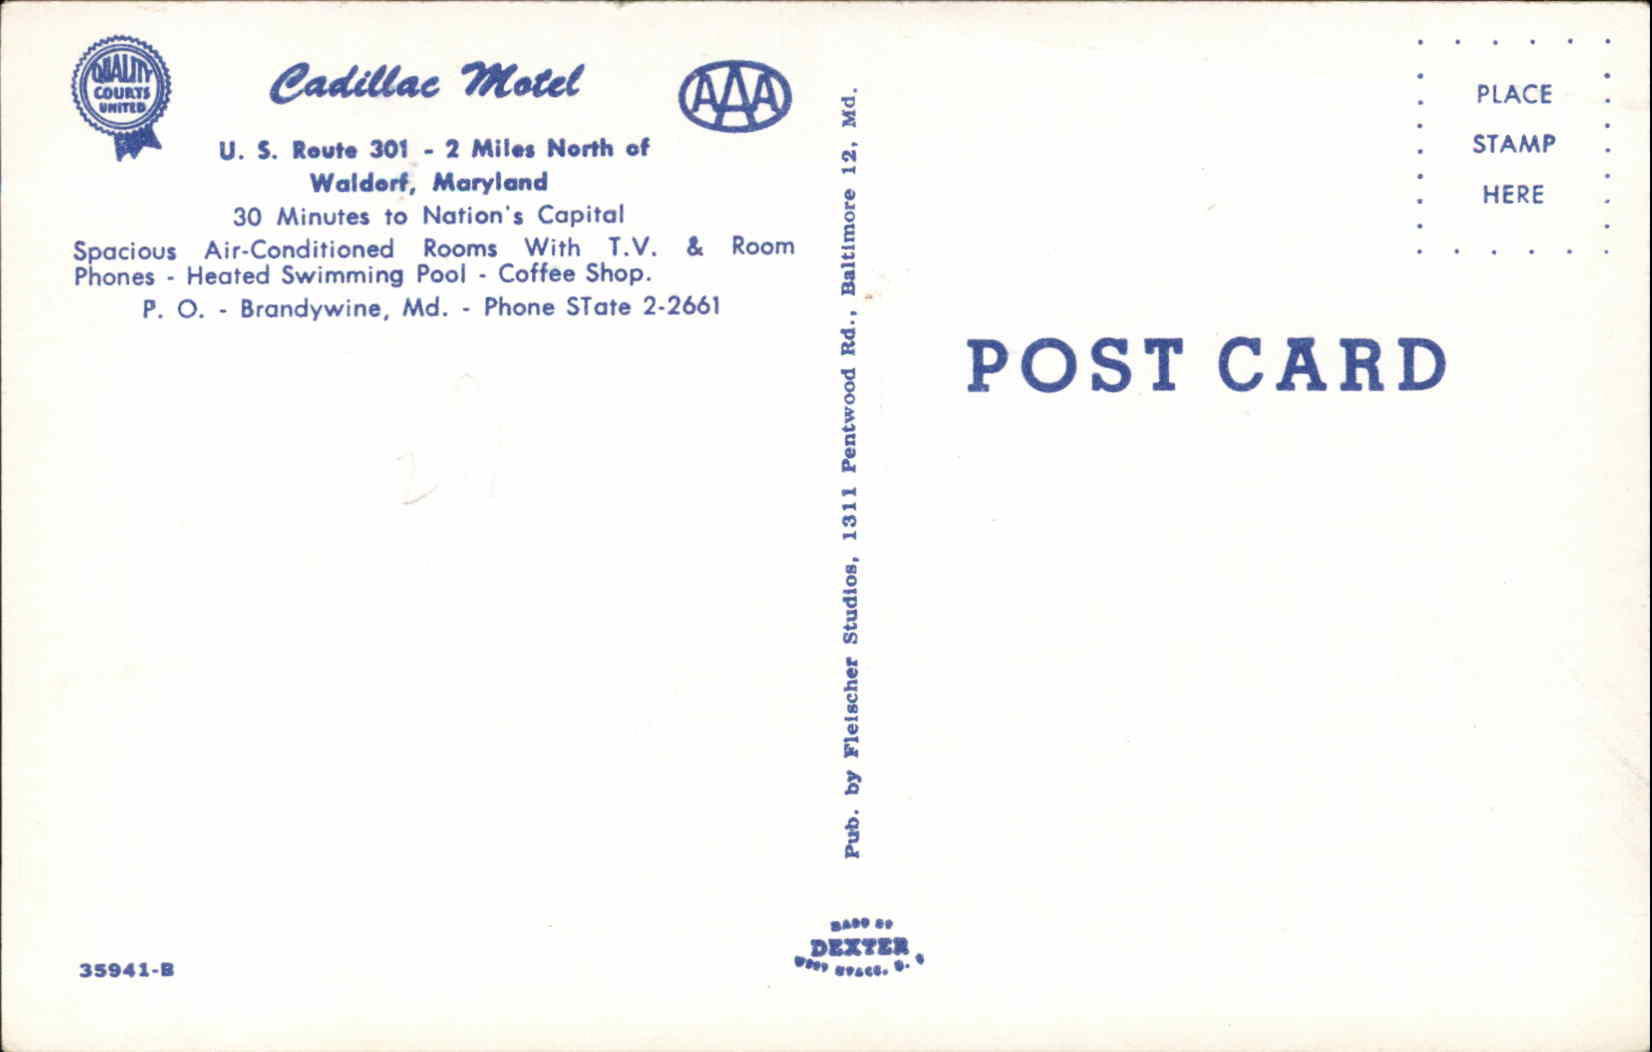 QUALITY
COURTS
UNITED
Cadillac Motel
AAA
U. S. Route 301 - 2 Miles North of
Waldorf, Maryland
30 Minutes to Nation's Capital
Spacious Air-Conditioned Rooms With T.V. & Room
Phones - Heated Swimming Pool - Coffee Shop.
P. O. - Brandywine, Md. - Phone STate 2-2661
35941-B
Pub. by Fleischer Studios, 1311 Pentwood Rd., Baltimore 12, Md.
DEXTER
PLACE
STAMP
HERE
POST CARD